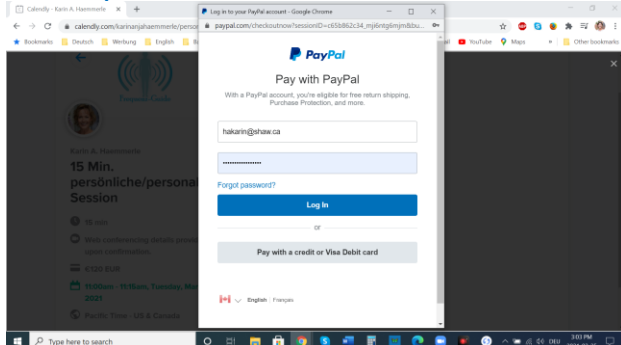 Calendly - Karin A. Haemmerle
calendly.com/karinanjahaemmerle/perso
Bookmarks Deutsch Werbung English
YouTube Maps Other bookmarks
Log in to your PayPal account - Google Chrome
paypal.com/checkoutnow?sessionID=c65b862c34_mji6ntg6mjm&bu...
PayPal
Pay with PayPal
With a PayPal account, you're eligible for free return shipping,
Purchase Protection, and more.
hakarin@shaw.ca
Forgot password?
Log In
or
Pay with a credit or Visa Debit card
English Français
Karin A. Haemmerle
15 Min.
persönliche/personal
Session
15 min
Web conferencing details provid
upon confirmation.
€120 EUR
11:00am - 11:15am, Tuesday, Mar
2021
Pacific Time - US & Canada
Type here to search
DEU
3:03 PM